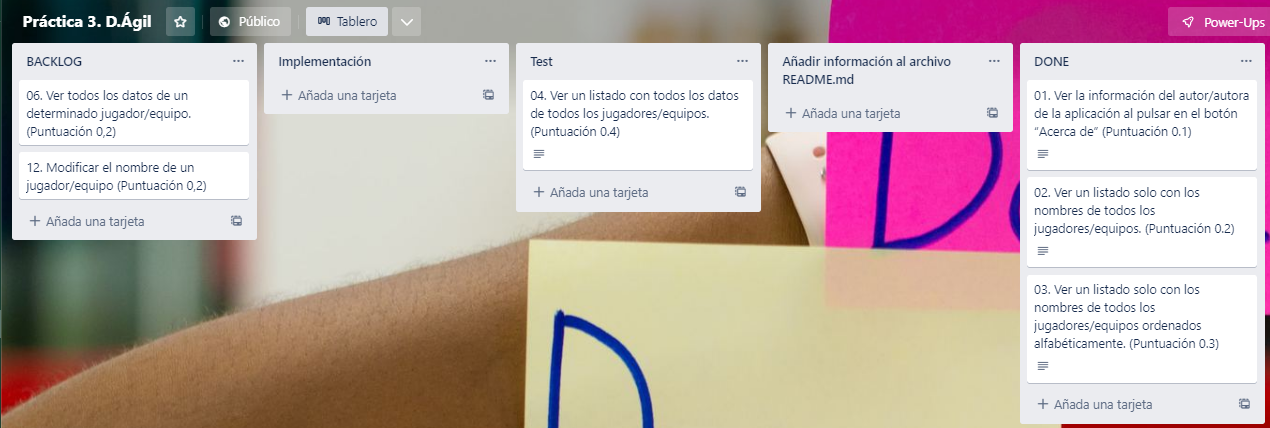 Práctica 3. D.Ágil
Público
Tablero
Power-Ups
BACKLOG
06. Ver todos los datos de un
determinado jugador/equipo.
(Puntuación 0,2)
12. Modificar el nombre de un
jugador/equipo (Puntuación 0,2)
Añada una tarjeta
Implementación
Añada una tarjeta
Test
04. Ver un listado con todos los datos
de todos los jugadores/equipos.
(Puntuación 0.4)
Añada una tarjeta
Añadir información al archivo
README.md
Añada una tarjeta
DONE
01. Ver la información del autor/autora
de la aplicación al pulsar en el botón
“Acerca de” (Puntuación 0.1)
02. Ver un listado solo con los
nombres de todos los
jugadores/equipos. (Puntuación 0.2)
03. Ver un listado solo con los
nombres de todos los
jugadores/equipos ordenados
alfabéticamente. (Puntuación 0.3)
Añada una tarjeta
D